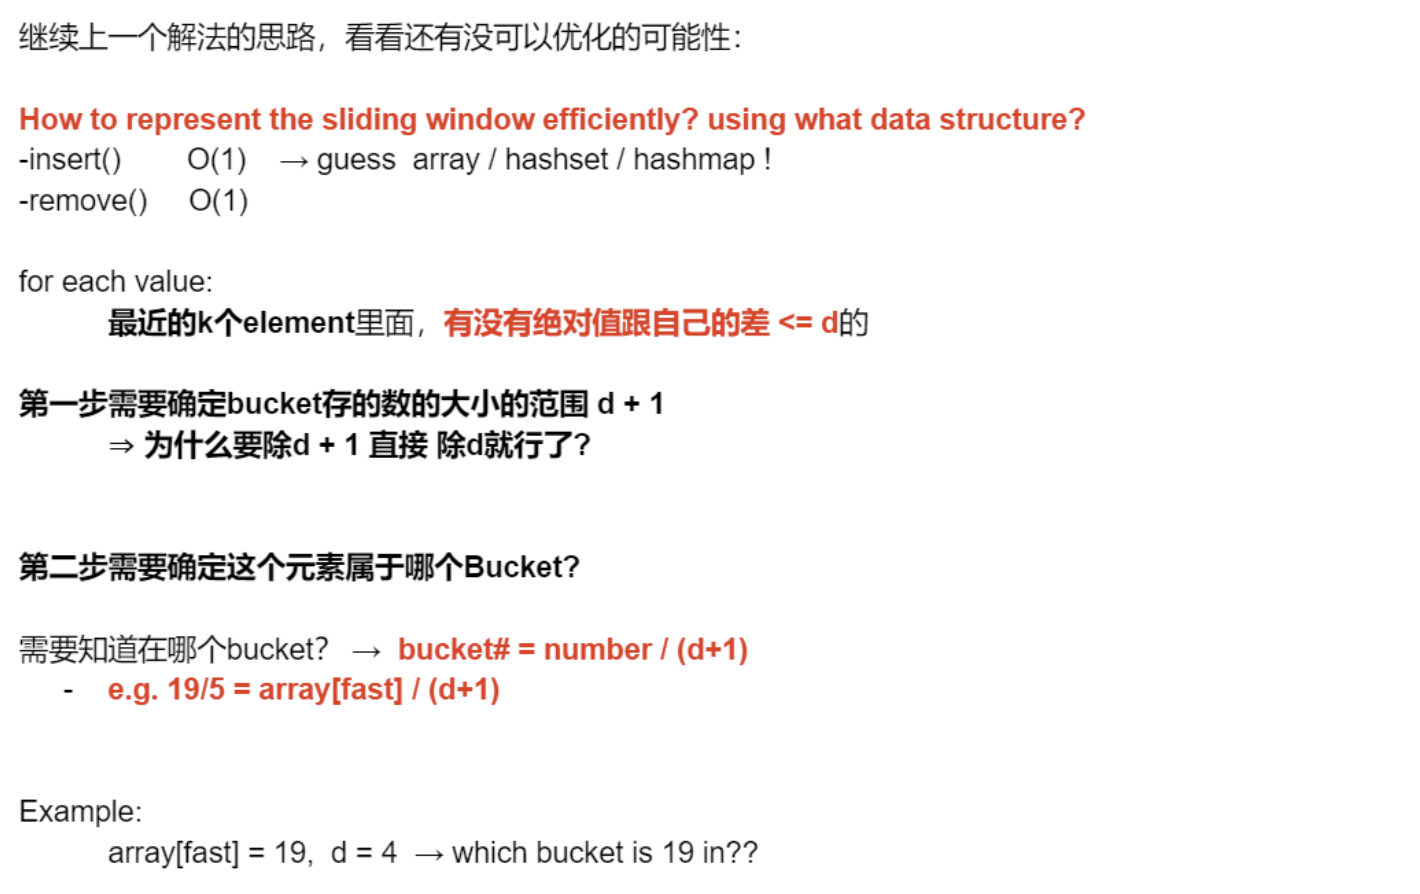 继续上一个解法的思路，看看还有没可以优化的可能性：
How to represent the sliding window efficiently? using what data structure?
-insert() O(1) → guess array / hashset / hashmap !
-remove() O(1)
for each value:
最近的k个element里面，有没有绝对值跟自己的差 <= d的
第一步需要确定bucket存的数的大小的范围 d + 1
⇒ 为什么要除d + 1 直接 除d就行了?
第二步需要确定这个元素属于哪个Bucket?
需要知道在哪个bucket? → bucket# = number / (d+1)
- e.g. 19/5 = array[fast] / (d+1)
Example:
array[fast] = 19, d = 4 → which bucket is 19 in??